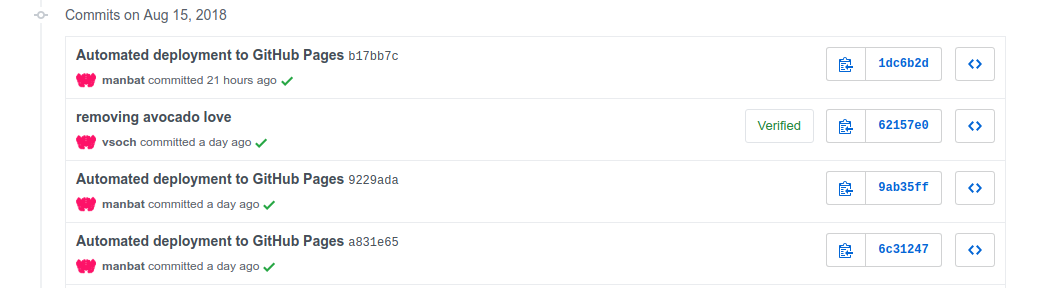 Commits on Aug 15, 2018
Automated deployment to GitHub Pages b17bb7c
manbat committed 21 hours ago
1dc6b2d
removing avocado love
vsoch committed a day ago
Verified
62157e0
Automated deployment to GitHub Pages 9229ada
manbat committed a day ago
9ab35ff
Automated deployment to GitHub Pages a831e65
manbat committed a day ago
6c31247